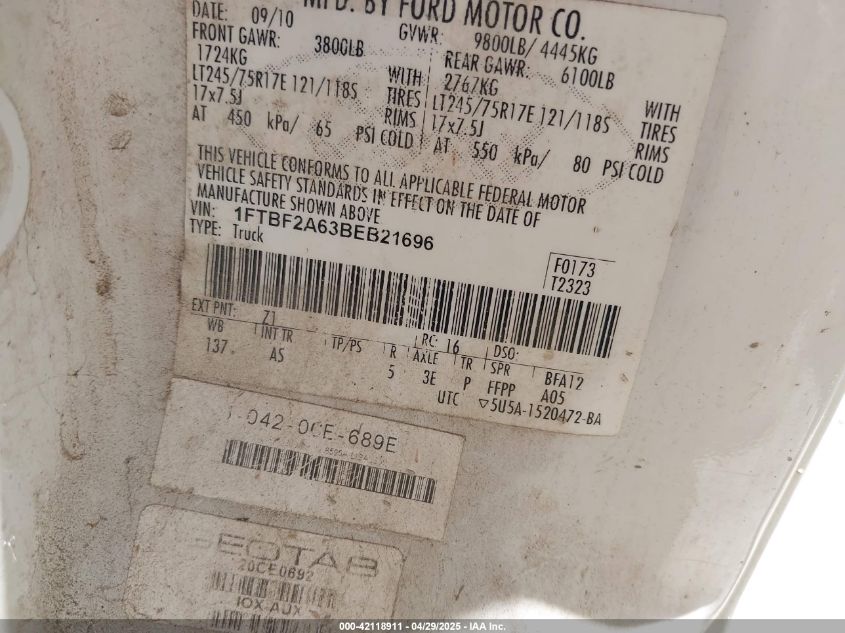 MFD. BY FORD MOTOR CO.
DATE: 09/10 GVWR: 9800LB/ 4445KG
FRONT GAWR: 3800LB REAR GAWR: 6100LB
1724KG 2767KG
LT245/75R17E 121/118S WITH TIRES LT245/75R17E 121/118S WITH TIRES
17x7.5J RIMS 17x7.5J RIMS
AT 450 kPa/ 65 PSI COLD AT 550 kPa/ 80 PSI COLD
THIS VEHICLE CONFORMS TO ALL APPLICABLE FEDERAL MOTOR
VEHICLE SAFETY STANDARDS IN EFFECT ON THE DATE OF
MANUFACTURE SHOWN ABOVE
VIN: 1FTBF2A63BEB21696
TYPE: Truck
F0173
T2323
EXT PNT: Z1 RC: 16 DSO:
WB INT TR TP/PS R AXLE TR SPR BFA12
137 A5 5 3E P FFPP A05
UTC ▽5U5A-1520472-BA
-042-0CE-689E
GEOTAB
20CE0692
IOX-AUX
000-42118911 - 04/29/2025 - IAA Inc.